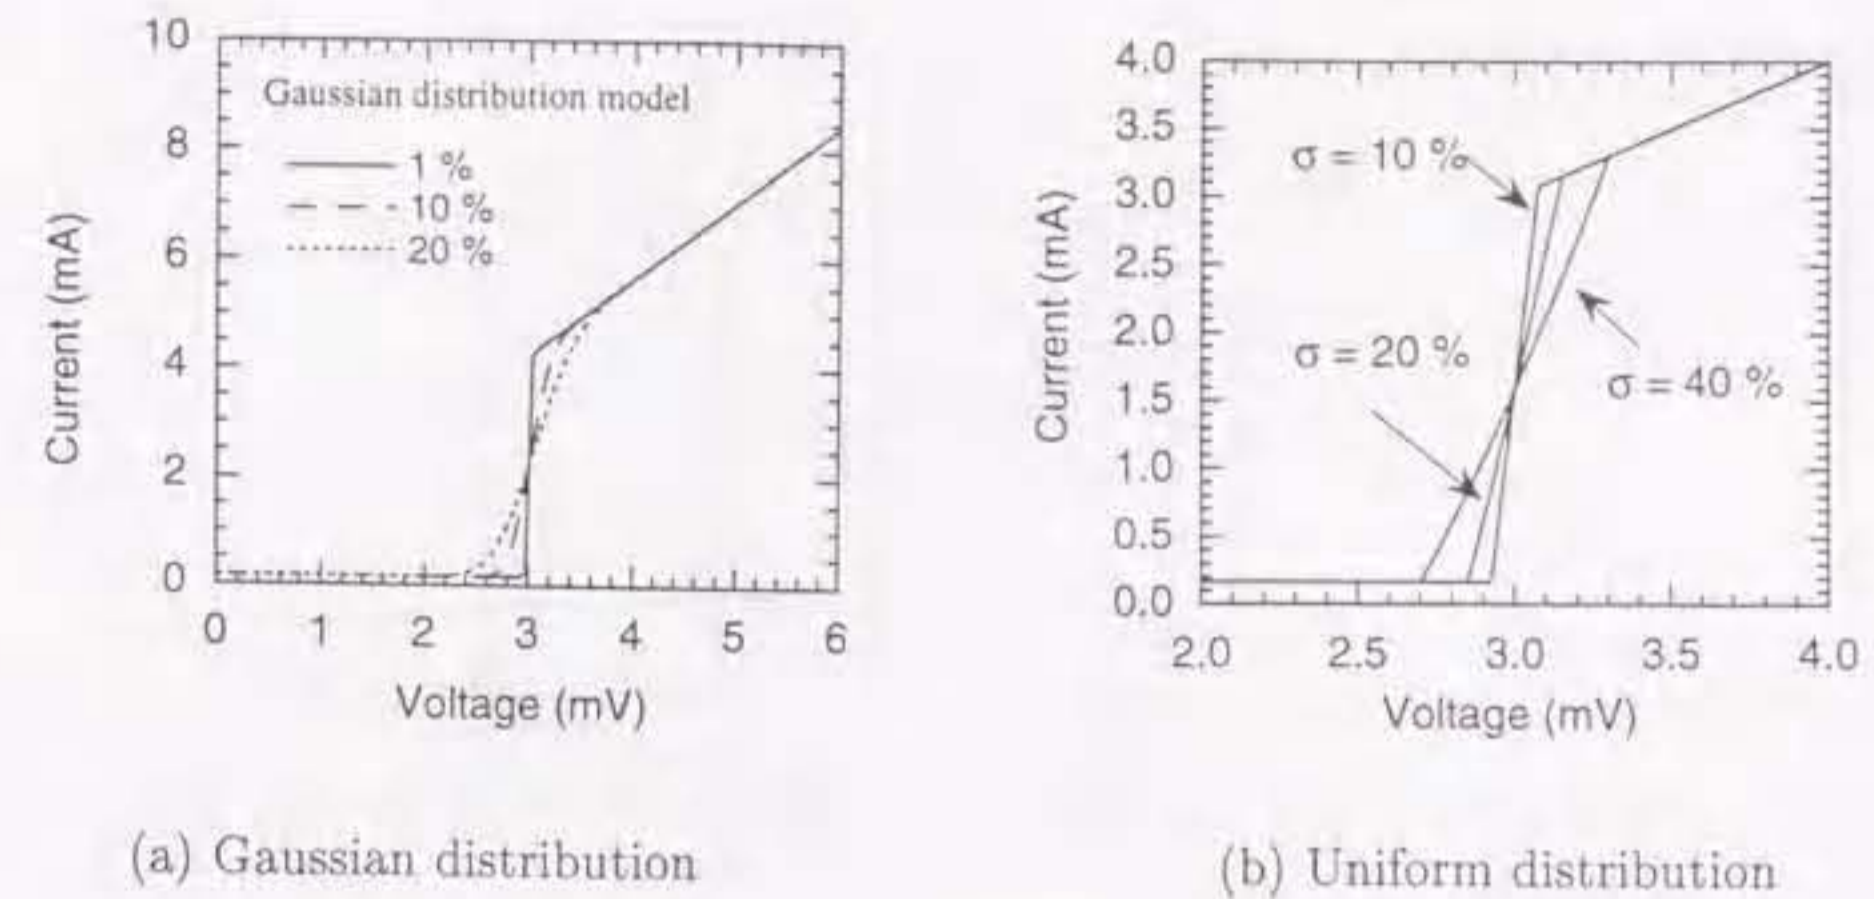 10
8
6
4
2
0
0 1 2 3 4 5 6
Current (mA)
Voltage (mV)
Gaussian distribution model
1 %
10 %
20 %
(a) Gaussian distribution
4.0
3.5
3.0
2.5
2.0
1.5
1.0
0.5
0.0
2.0 2.5 3.0 3.5 4.0
Current (mA)
Voltage (mV)
σ = 10 %
σ = 20 %
σ = 40 %
(b) Uniform distribution